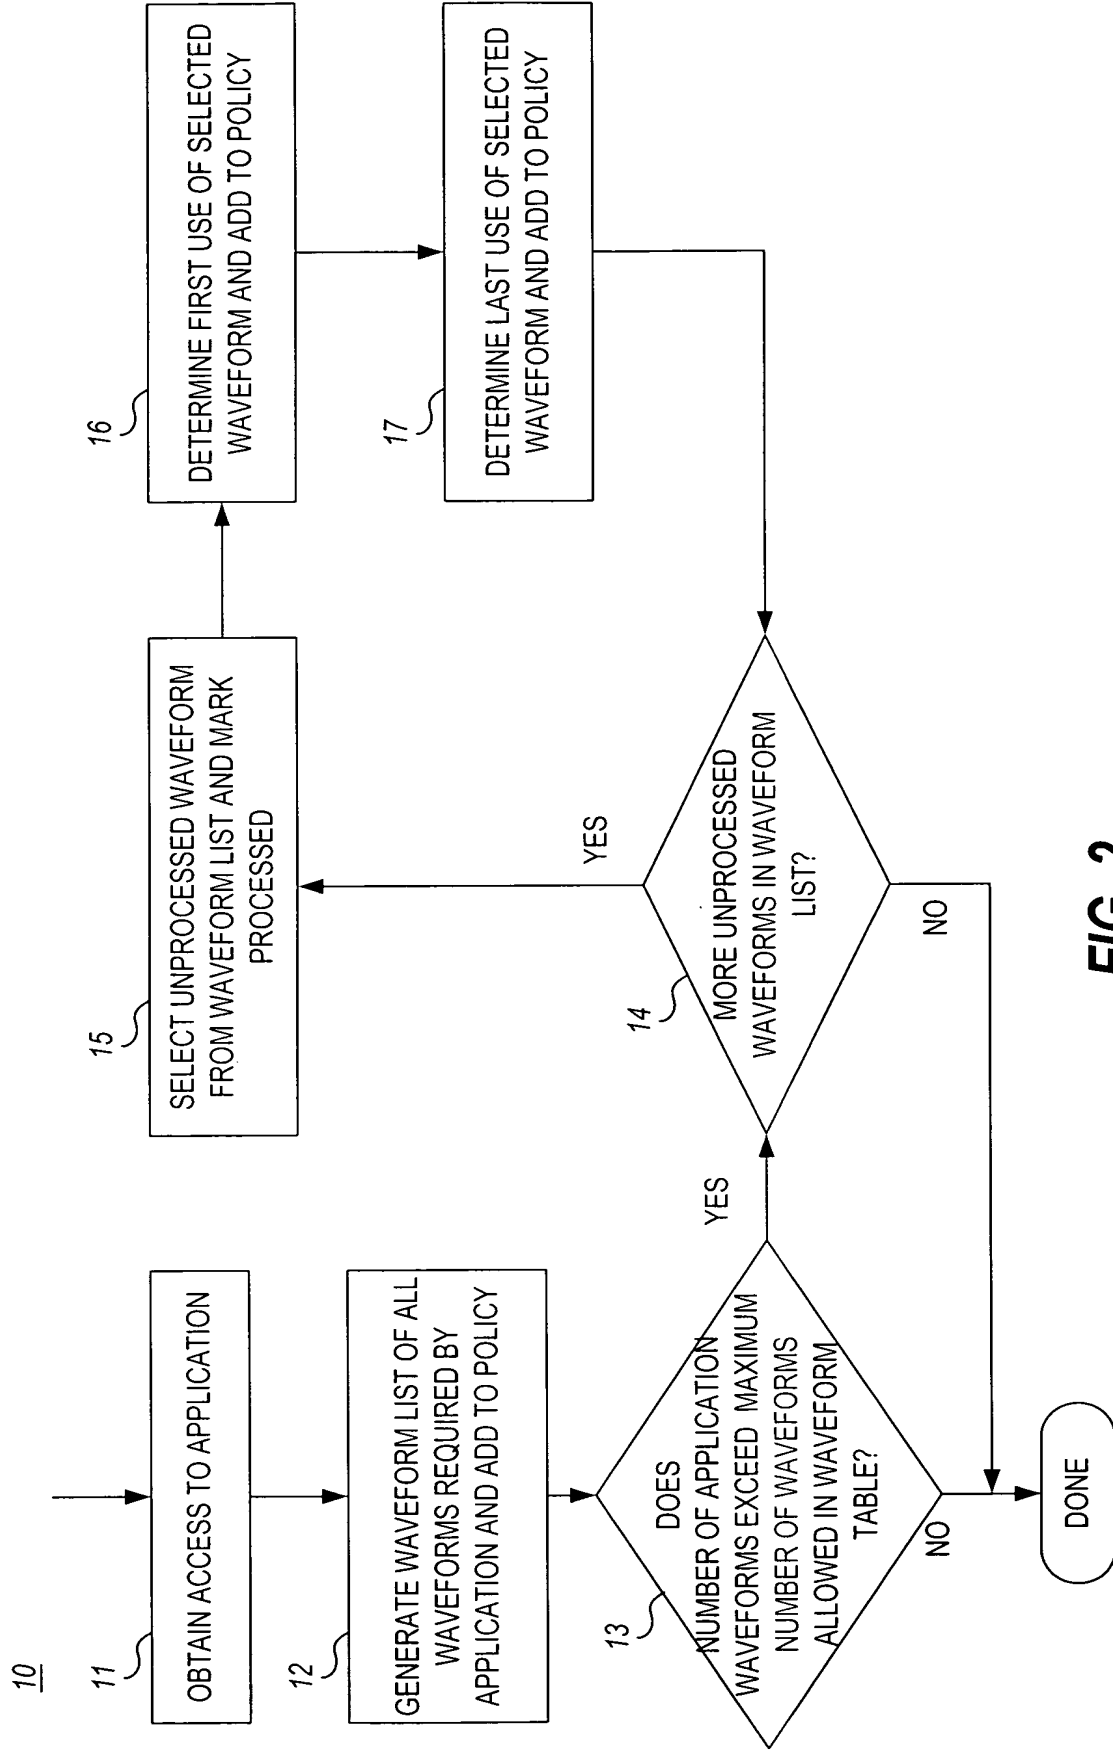 10
11
OBTAIN ACCESS TO APPLICATION
12
GENERATE WAVEFORM LIST OF ALL
WAVEFORMS REQUIRED BY
APPLICATION AND ADD TO POLICY
13
DOES
NUMBER OF APPLICATION
WAVEFORMS EXCEED MAXIMUM
NUMBER OF WAVEFORMS
ALLOWED IN WAVEFORM
TABLE?
YES
NO
DONE
14
MORE UNPROCESSED
WAVEFORMS IN WAVEFORM
LIST?
YES
NO
15
SELECT UNPROCESSED WAVEFORM
FROM WAVEFORM LIST AND MARK
PROCESSED
16
DETERMINE FIRST USE OF SELECTED
WAVEFORM AND ADD TO POLICY
17
DETERMINE LAST USE OF SELECTED
WAVEFORM AND ADD TO POLICY
FIG. 2